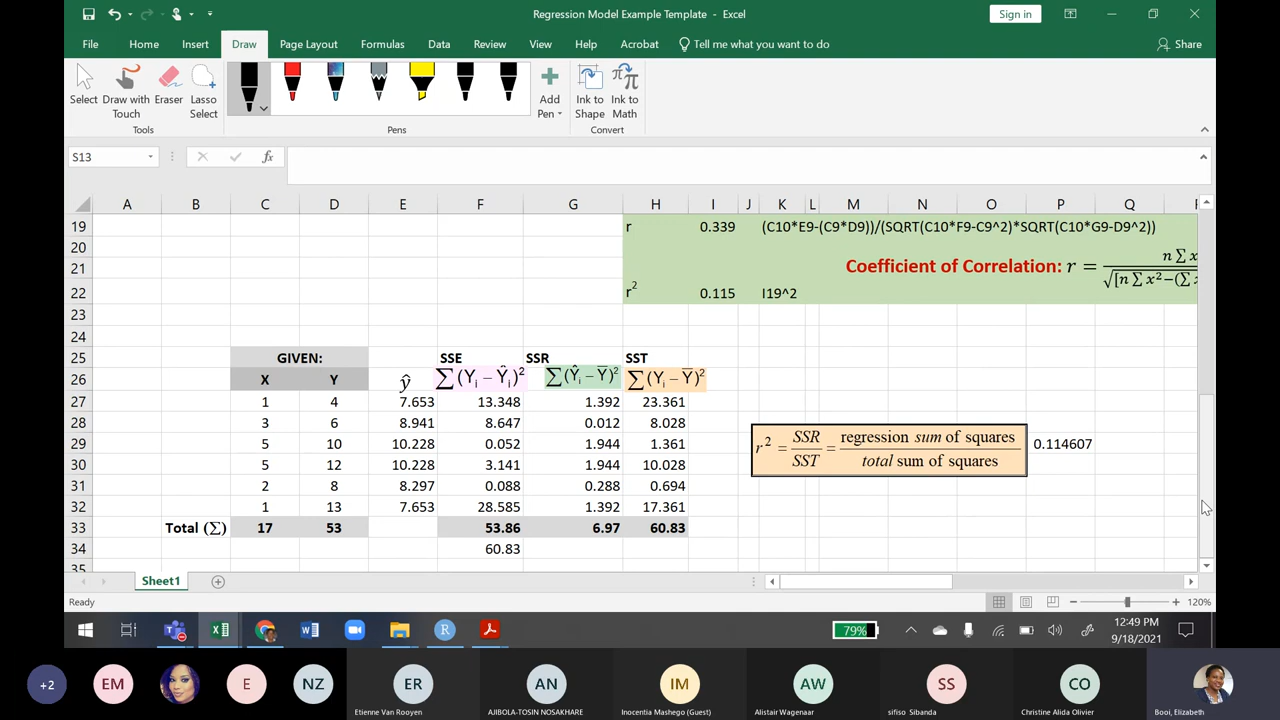 Regression Model Example Template - Excel
Sign in
File Home Insert Draw Page Layout Formulas Data Review View Help Acrobat Tell me what you want to do Share
Select Draw with Touch Eraser Lasso Select Add Pen Ink to Shape Ink to Math
Tools Pens Convert
S13 fx
A B C D E F G H I J K L M N O P Q
19 r 0.339 (C10*E9-(C9*D9))/(SQRT(C10*F9-C9^2)*SQRT(C10*G9-D9^2))
20
21 Coefficient of Correlation: r = n ∑ x / √[n ∑ x²−(∑ x
22 r² 0.115 I19^2
23
24
25 GIVEN: SSE SSR SST
26 X Y ŷ ∑(Yi − Ŷi)² ∑(Ŷi − Ȳ)² ∑(Yi − Ȳ)²
27 1 4 7.653 13.348 1.392 23.361
28 3 6 8.941 8.647 0.012 8.028
29 5 10 10.228 0.052 1.944 1.361 r² = SSR/SST = regression sum of squares / total sum of squares 0.114607
30 5 12 10.228 3.141 1.944 10.028
31 2 8 8.297 0.088 0.288 0.694
32 1 13 7.653 28.585 1.392 17.361
33 Total (Σ) 17 53 53.86 6.97 60.83
34 60.83
35
Sheet1
Ready 120%
W R 79% 12:49 PM
9/18/2021
+2 EM E NZ ER AN IM AW SS CO
Etienne Van Rooyen AJIBOLA-TOSIN NOSAKHARE Inocentia Mashego (Guest) Alistair Wagenaar sifiso Sibanda Christine Alida Olivier Booi, Elizabeth